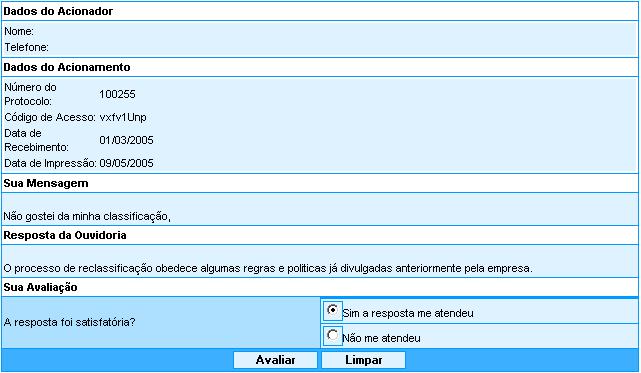 Dados do Acionador
Nome:
Telefone:
Dados do Acionamento
Número do
Protocolo: 100255
Código de Acesso: vxfv1Unp
Data de
Recebimento: 01/03/2005
Data de Impressão: 09/05/2005
Sua Mensagem
Não gostei da minha classificação,
Resposta da Ouvidoria
O processo de reclassificação obedece algumas regras e politicas já divulgadas anteriormente pela empresa.
Sua Avaliação
A resposta foi satisfatória?
Sim a resposta me atendeu
Não me atendeu
Avaliar Limpar